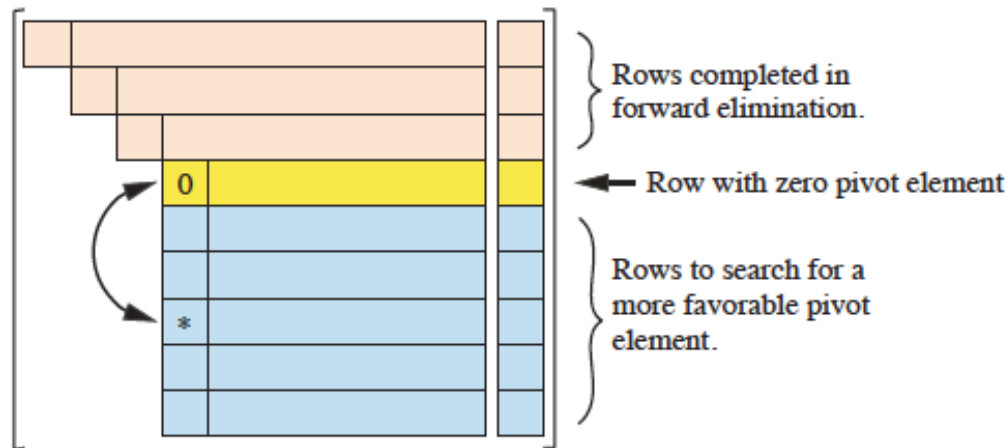 Rows completed in
forward elimination.
0
Row with zero pivot element
Rows to search for a
more favorable pivot
element.
*